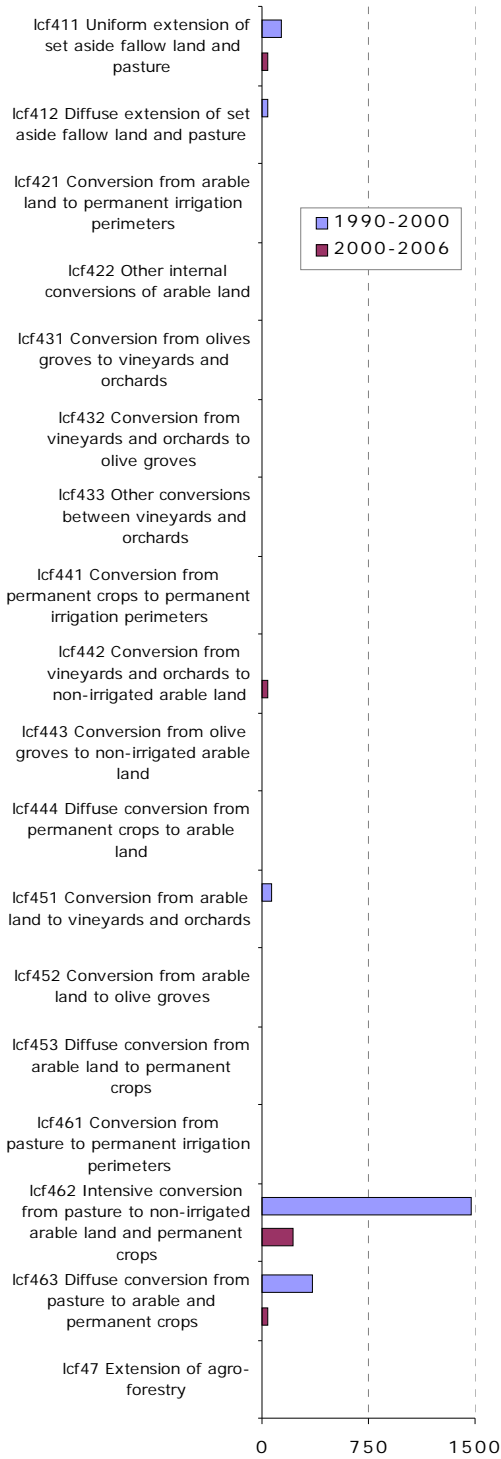 lcf411 Uniform extension of
set aside fallow land and
pasture
lcf412 Diffuse extension of set
aside fallow land and pasture
lcf421 Conversion from arable
land to permanent irrigation
perimeters
1990-2000
2000-2006
lcf422 Other internal
conversions of arable land
lcf431 Conversion from olives
groves to vineyards and
orchards
lcf432 Conversion from
vineyards and orchards to
olive groves
lcf433 Other conversions
between vineyards and
orchards
lcf441 Conversion from
permanent crops to permanent
irrigation perimeters
lcf442 Conversion from
vineyards and orchards to
non-irrigated arable land
lcf443 Conversion from olive
groves to non-irrigated arable
land
lcf444 Diffuse conversion from
permanent crops to arable
land
lcf451 Conversion from arable
land to vineyards and orchards
lcf452 Conversion from arable
land to olive groves
lcf453 Diffuse conversion from
arable land to permanent
crops
lcf461 Conversion from
pasture to permanent irrigation
perimeters
lcf462 Intensive conversion
from pasture to non-irrigated
arable land and permanent
crops
lcf463 Diffuse conversion from
pasture to arable and
permanent crops
lcf47 Extension of agro-
forestry
0 750 1500